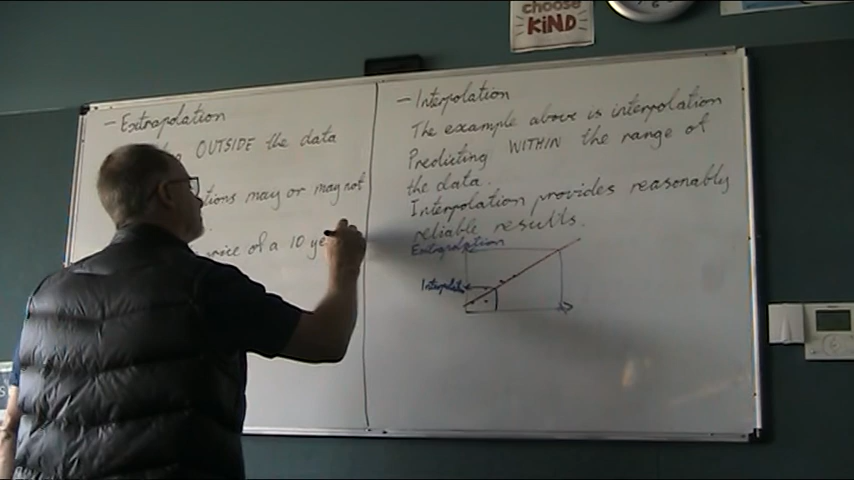 choose
KiND
- Extrapolation
OUTSIDE the data
tions may or may not
rice of a 10 ye
- Interpolation
The example above is interpolation
Predicting WITHIN the range of
the data.
Interpolation provides reasonably
reliable results.
Extrapolation
Interpolation